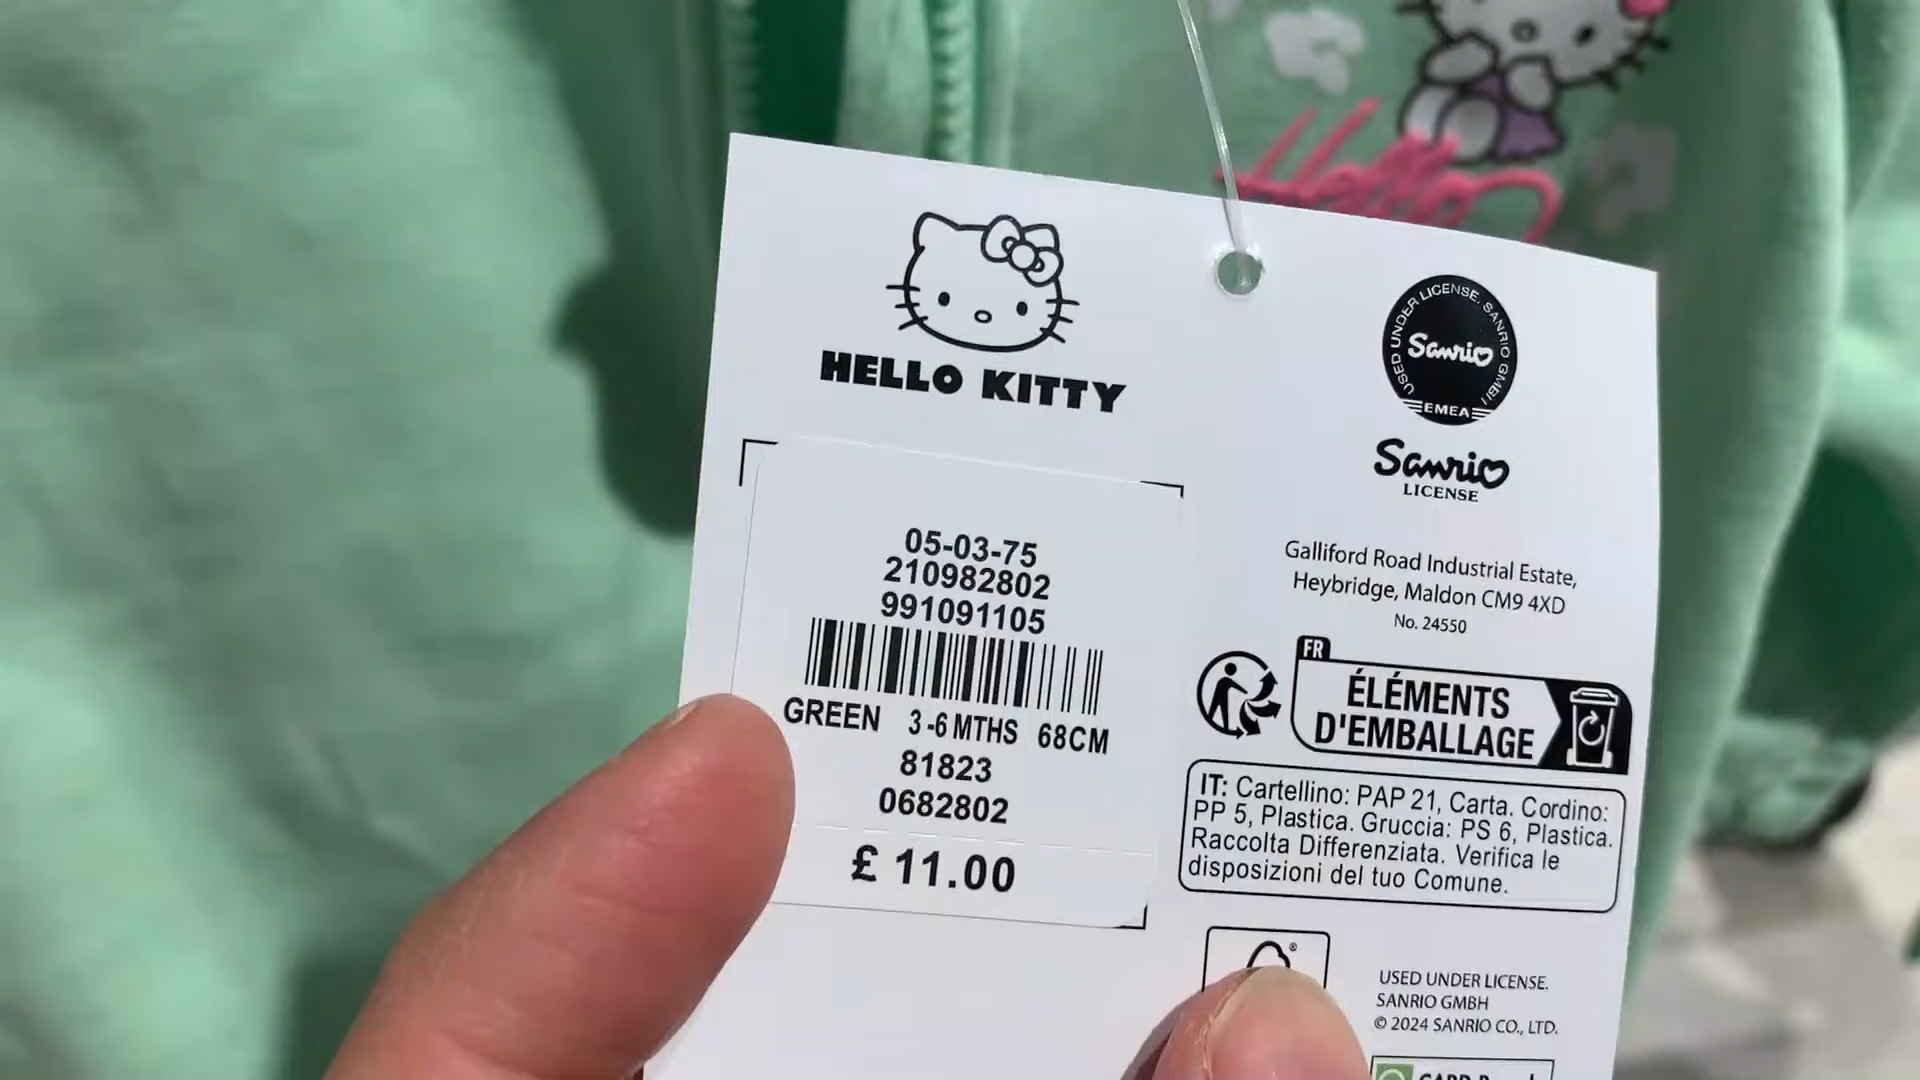 Hello
HELLO KITTY
USED UNDER LICENSE. SANRIO GMBH
Sanrio
EMEA
Sanrio
LICENSE
05-03-75
210982802
991091105
GREEN 3-6 MTHS 68CM
81823
0682802
£ 11.00
Galliford Road Industrial Estate,
Heybridge, Maldon CM9 4XD
No. 24550
FR
ÉLÉMENTS
D'EMBALLAGE
IT: Cartellino: PAP 21, Carta. Cordino:
PP 5, Plastica. Gruccia: PS 6, Plastica.
Raccolta Differenziata. Verifica le
disposizioni del tuo Comune.
®
USED UNDER LICENSE.
SANRIO GMBH
© 2024 SANRIO CO., LTD.